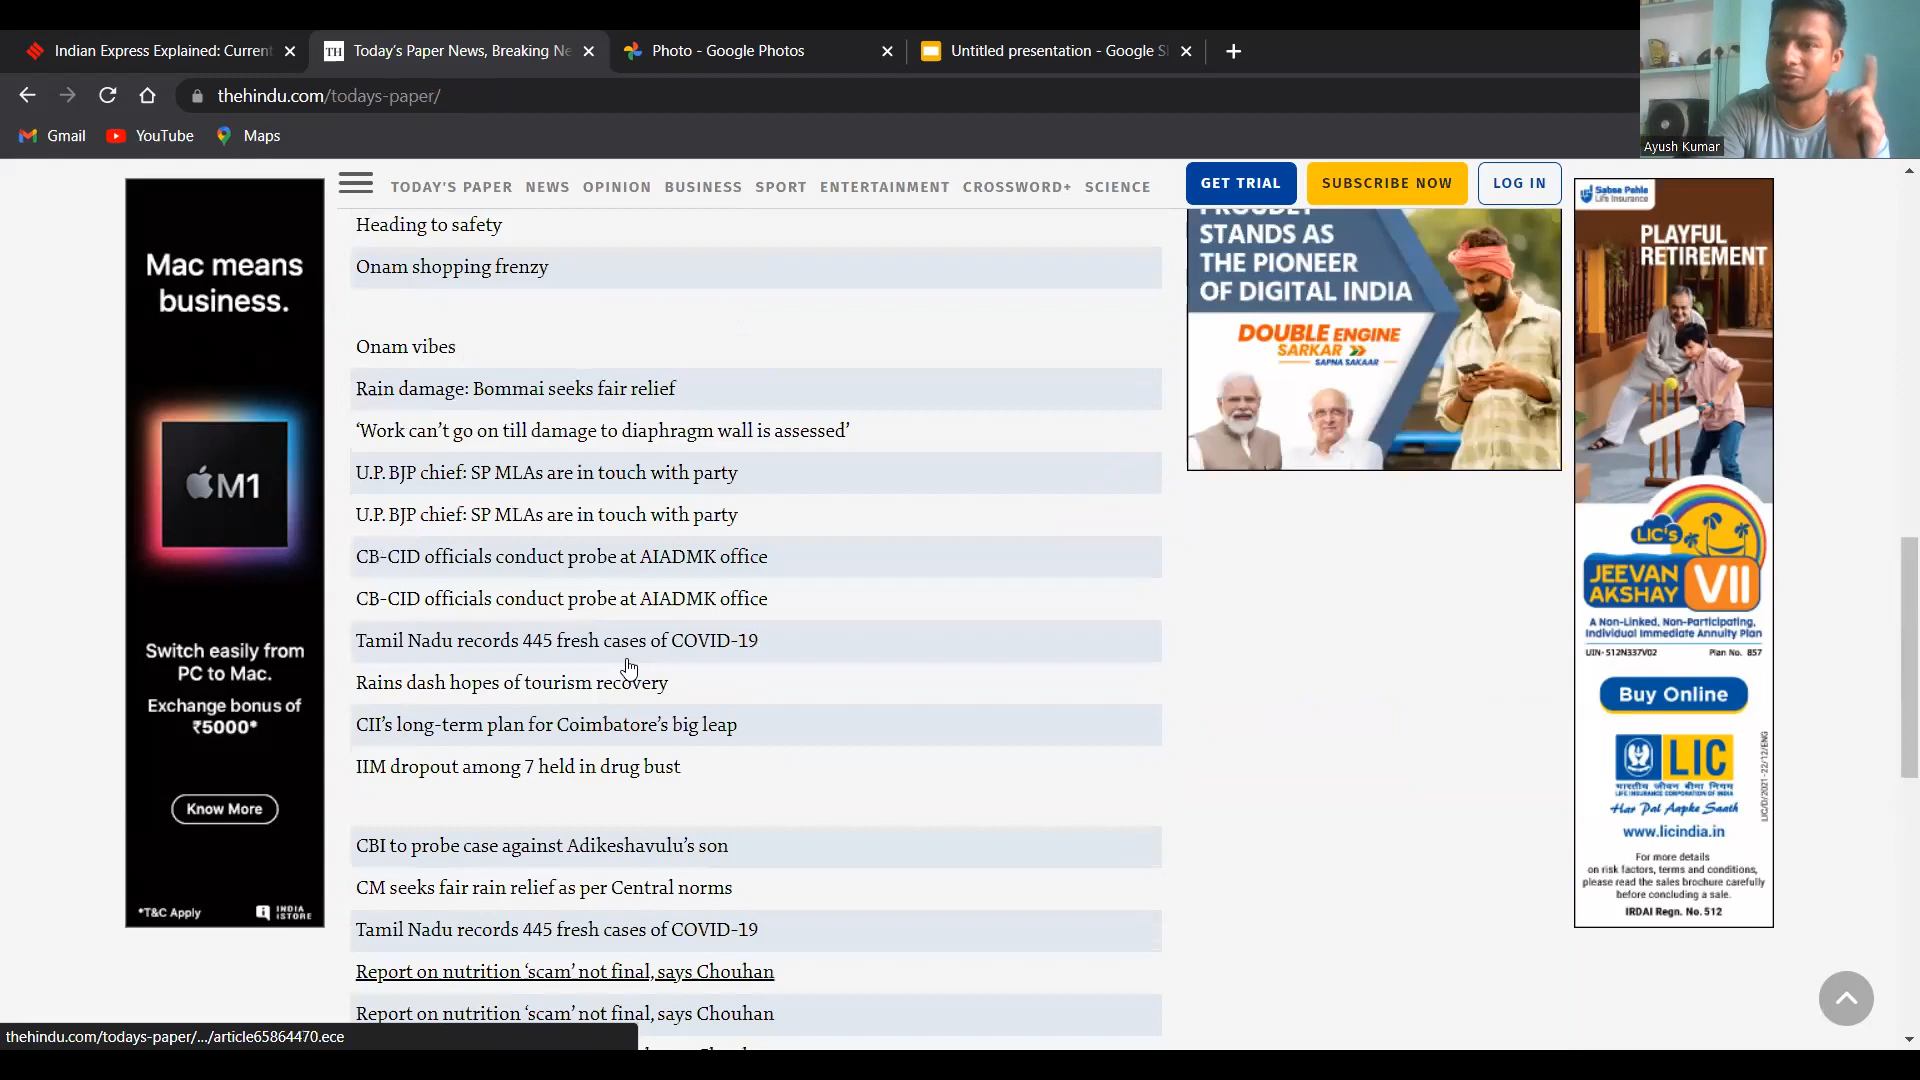 Indian Express Explained: Current
Today's Paper News, Breaking Ne
Photo - Google Photos
Untitled presentation - Google Sl
TH
thehindu.com/todays-paper/
Gmail
YouTube
Maps
Ayush Kumar
TODAY'S PAPER
NEWS
OPINION
BUSINESS
SPORT
ENTERTAINMENT
CROSSWORD+
SCIENCE
GET TRIAL
SUBSCRIBE NOW
LOG IN
Mac means
business.
M1
Switch easily from
PC to Mac.
Exchange bonus of
₹5000*
Know More
*T&C Apply
INDIA
ISTORE
Heading to safety
Onam shopping frenzy
Onam vibes
Rain damage: Bommai seeks fair relief
‘Work can’t go on till damage to diaphragm wall is assessed’
U.P. BJP chief: SP MLAs are in touch with party
U.P. BJP chief: SP MLAs are in touch with party
CB-CID officials conduct probe at AIADMK office
CB-CID officials conduct probe at AIADMK office
Tamil Nadu records 445 fresh cases of COVID-19
Rains dash hopes of tourism recovery
CII’s long-term plan for Coimbatore’s big leap
IIM dropout among 7 held in drug bust
CBI to probe case against Adikeshavulu’s son
CM seeks fair rain relief as per Central norms
Tamil Nadu records 445 fresh cases of COVID-19
Report on nutrition ‘scam’ not final, says Chouhan
Report on nutrition ‘scam’ not final, says Chouhan
thehindu.com/todays-paper/.../article65864470.ece
PROUDLY
STANDS AS
THE PIONEER
OF DIGITAL INDIA
DOUBLE ENGINE
SARKAR
SAPNA SAKAAR
Sabse Pehle
Life Insurance
PLAYFUL
RETIREMENT
LIC's
JEEVAN
AKSHAY
VII
A Non-Linked, Non-Participating,
Individual Immediate Annuity Plan
UIN- 512N337V02
Plan No. 857
Buy Online
LIC
भारतीय जीवन बीमा निगम
LIFE INSURANCE CORPORATION OF INDIA
Har Pal Aapke Saath
www.licindia.in
For more details
on risk factors, terms and conditions,
please read the sales brochure carefully
before concluding a sale.
IRDAI Regn. No. 512
LIC/D/2021-22/12/ENG